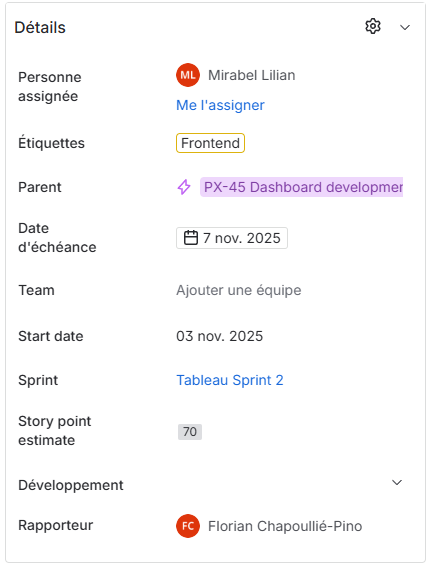 Détails
Personne
assignée
ML Mirabel Lilian
Me l'assigner
Étiquettes
Frontend
Parent
PX-45 Dashboard developmer
Date
d'échéance
7 nov. 2025
Team
Ajouter une équipe
Start date
03 nov. 2025
Sprint
Tableau Sprint 2
Story point
estimate
70
Développement
Rapporteur
FC Florian Chapoullié-Pino